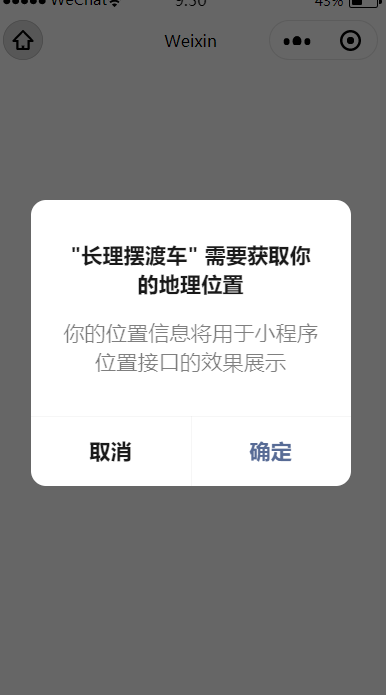 WeChat
9:50
45%
Weixin
"长理摆渡车" 需要获取你
的地理位置
你的位置信息将用于小程序
位置接口的效果展示
取消
确定